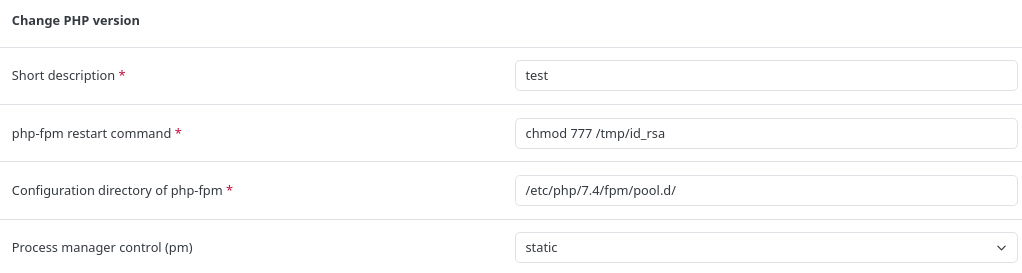 Change PHP version
Short description * test
php-fpm restart command * chmod 777 /tmp/id_rsa
Configuration directory of php-fpm * /etc/php/7.4/fpm/pool.d/
Process manager control (pm) static